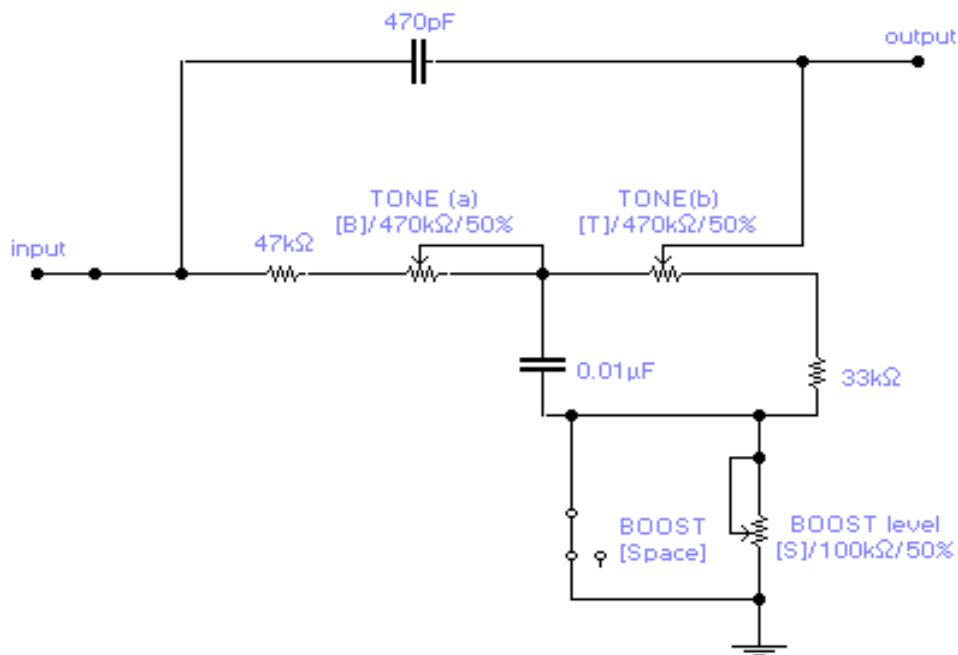 470pF
output
TONE (a)
[B]/470kΩ/50%
TONE(b)
[T]/470kΩ/50%
input
47kΩ
0.01µF
33kΩ
BOOST
[Space]
BOOST level
[S]/100kΩ/50%